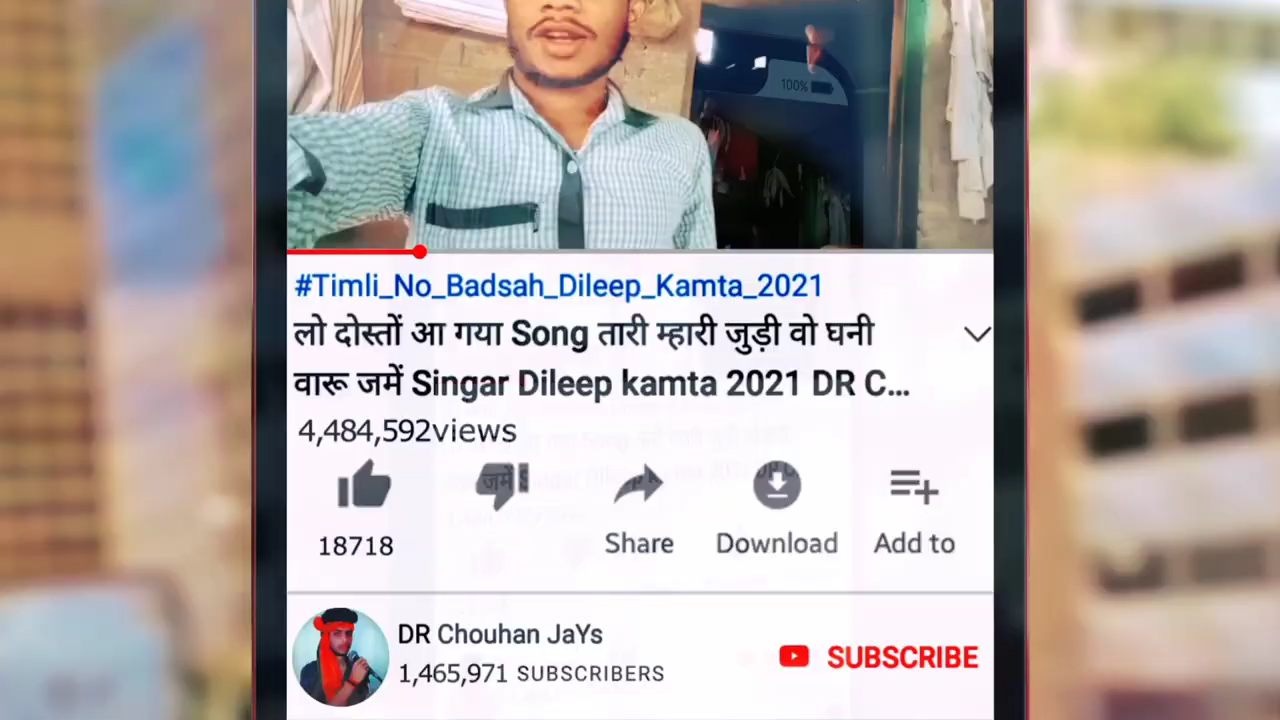 100%
#Timli_No_Badsah_Dileep_Kamta_2021
लो दोस्तों आ गया Song तारी म्हारी जुड़ी वो घनी
वारू जमें Singar Dileep kamta 2021 DR C...
4,484,592views
18718
Share Download Add to
DR Chouhan JaYs
1,465,971 SUBSCRIBERS
SUBSCRIBE